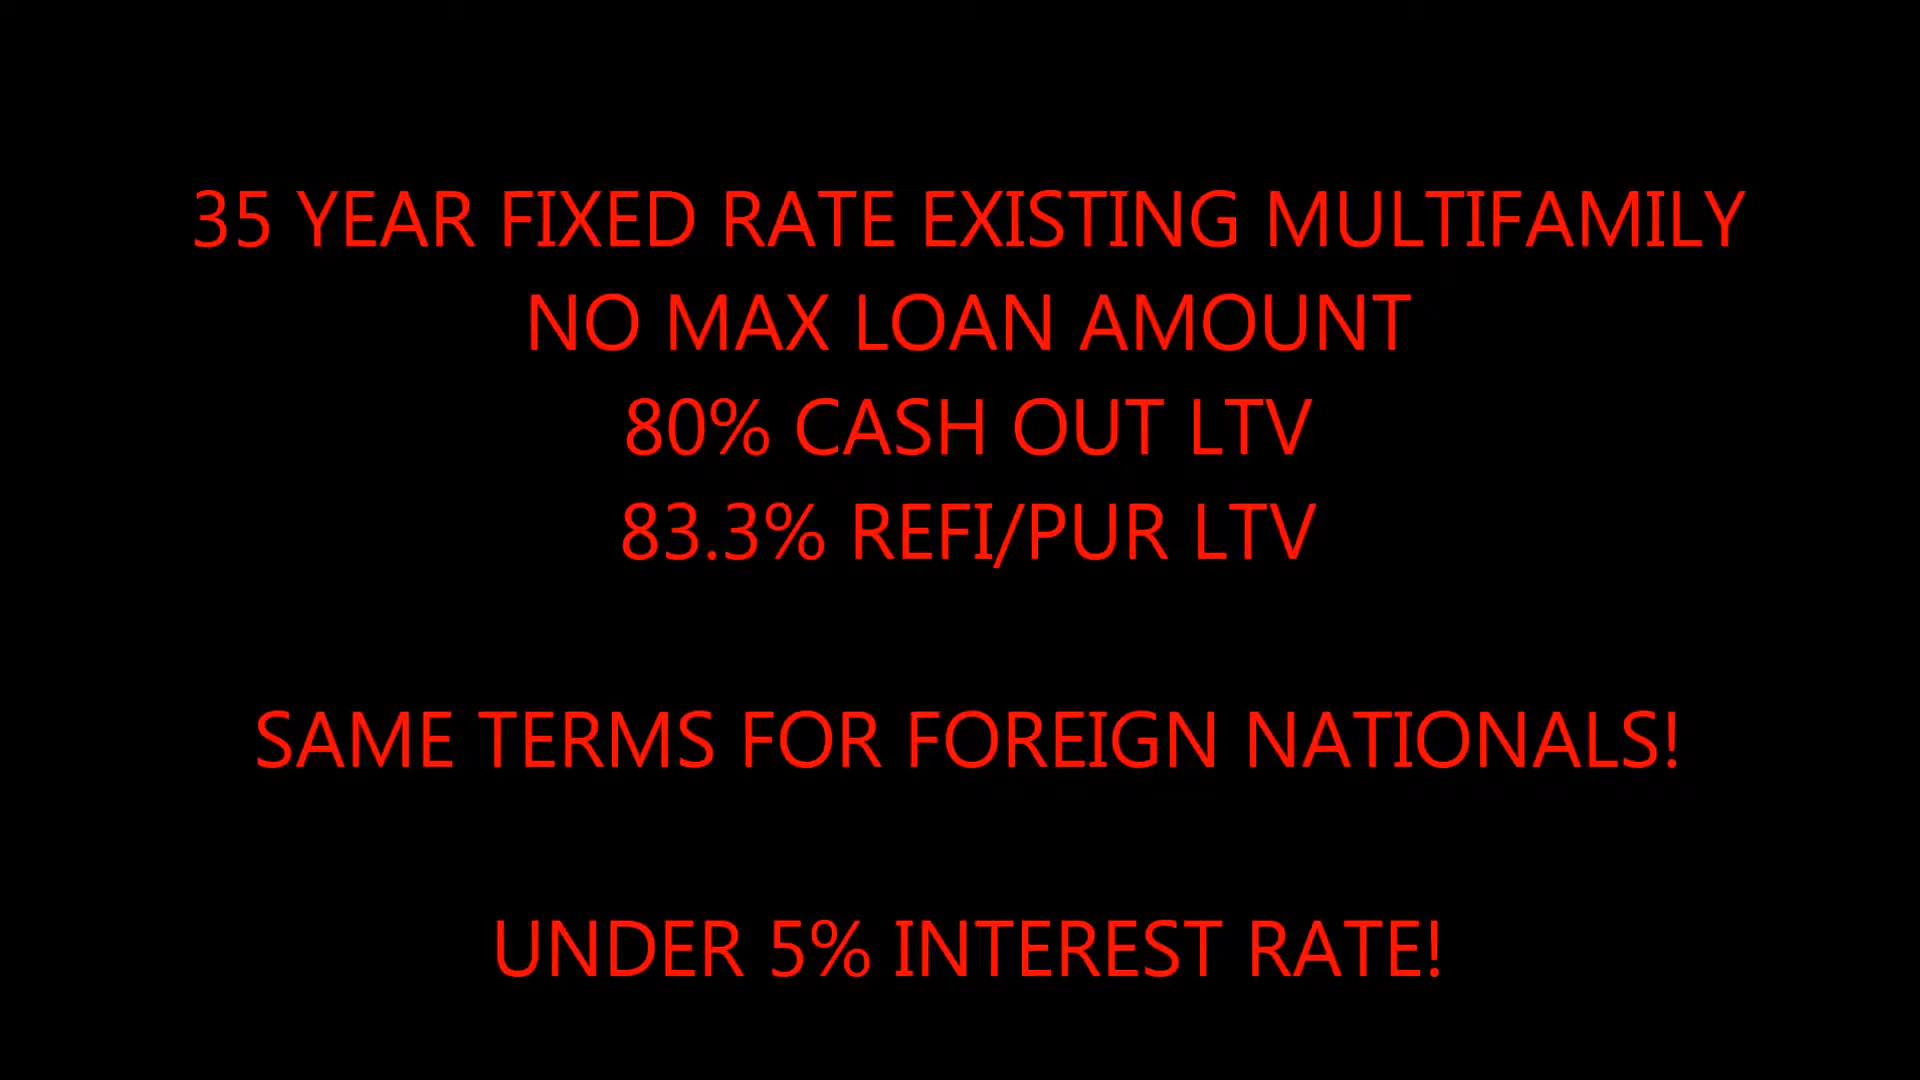 35 YEAR FIXED RATE EXISTING MULTIFAMILY
NO MAX LOAN AMOUNT
80% CASH OUT LTV
83.3% REFI/PUR LTV
SAME TERMS FOR FOREIGN NATIONALS!
UNDER 5% INTEREST RATE!